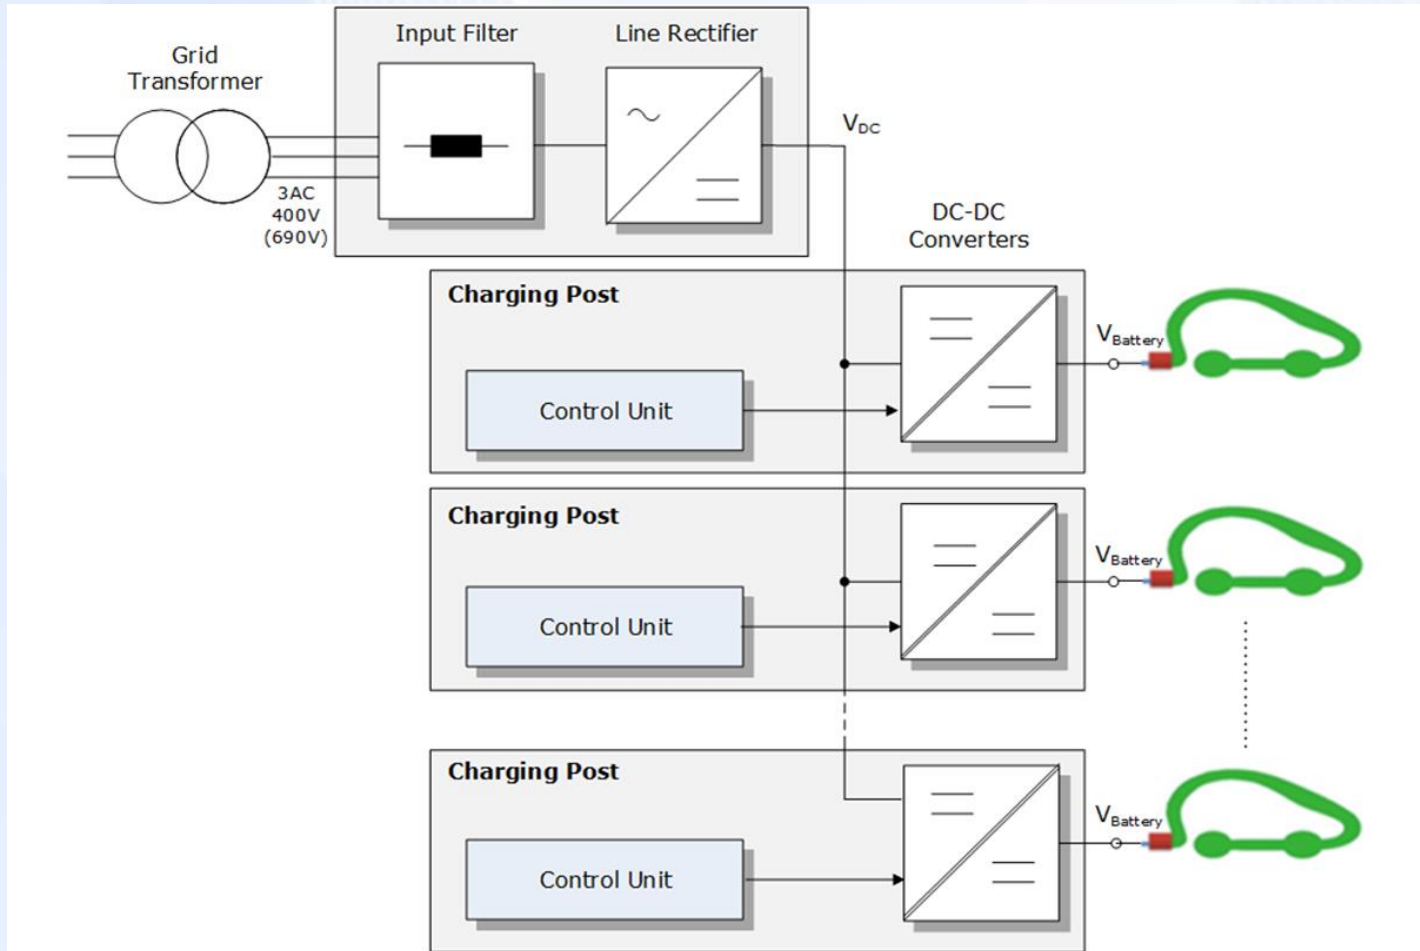 Grid
Transformer
Input Filter
Line Rectifier
3AC
400V
(690V)
VDC
DC-DC
Converters
Charging Post
Control Unit
VBattery
Charging Post
Control Unit
VBattery
Charging Post
Control Unit
VBattery